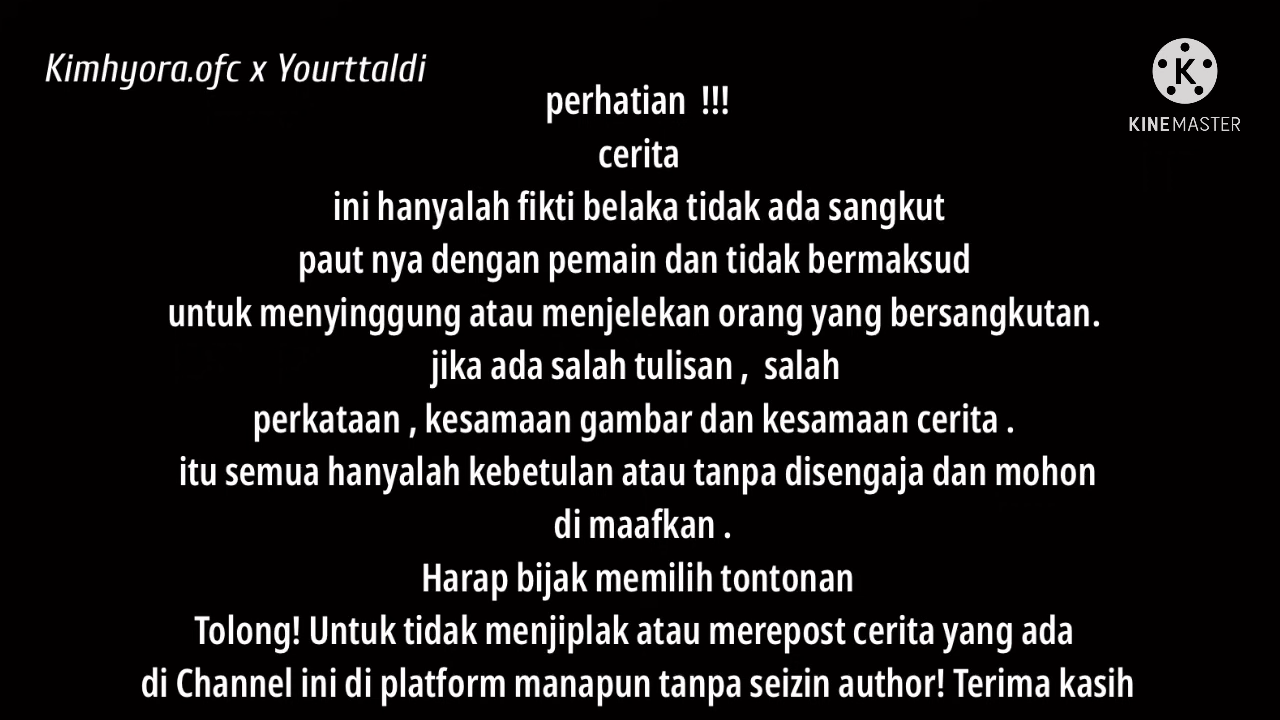 Kimhyora.ofc x Yourttaldi
KINEMASTER
perhatian !!!
cerita
ini hanyalah fikti belaka tidak ada sangkut
paut nya dengan pemain dan tidak bermaksud
untuk menyinggung atau menjelekan orang yang bersangkutan.
jika ada salah tulisan , salah
perkataan , kesamaan gambar dan kesamaan cerita .
itu semua hanyalah kebetulan atau tanpa disengaja dan mohon
di maafkan .
Harap bijak memilih tontonan
Tolong! Untuk tidak menjiplak atau merepost cerita yang ada
di Channel ini di platform manapun tanpa seizin author! Terima kasih